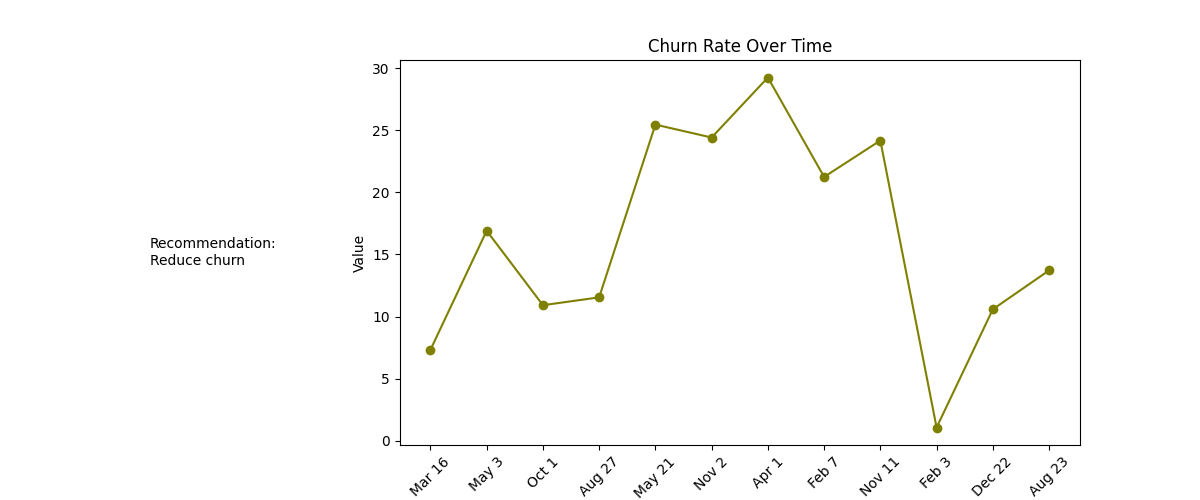 Churn Rate Over Time
Recommendation:
Reduce churn
Value
30
25
20
15
10
5
0
Mar 16
May 3
Oct 1
Aug 27
May 21
Nov 2
Apr 1
Feb 7
Nov 11
Feb 3
Dec 22
Aug 23